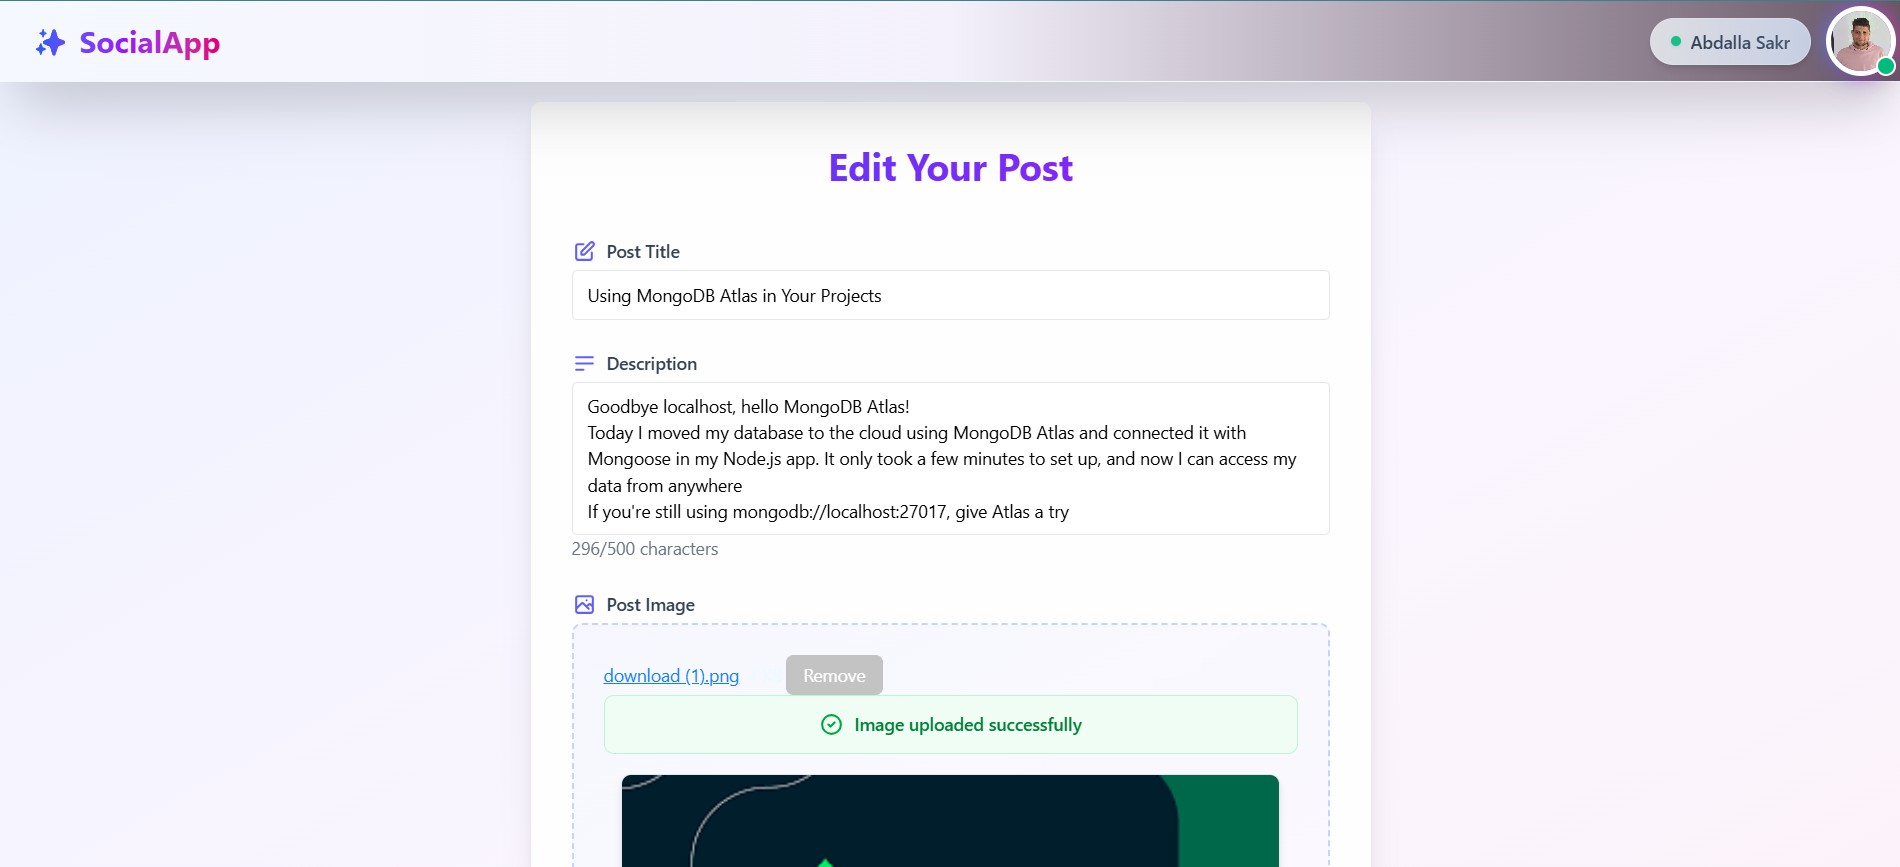 SocialApp
Abdalla Sakr
Edit Your Post
Post Title
Using MongoDB Atlas in Your Projects
Description
Goodbye localhost, hello MongoDB Atlas!
Today I moved my database to the cloud using MongoDB Atlas and connected it with
Mongoose in my Node.js app. It only took a few minutes to set up, and now I can access my
data from anywhere
If you're still using mongodb://localhost:27017, give Atlas a try
296/500 characters
Post Image
download (1).png
Remove
Image uploaded successfully